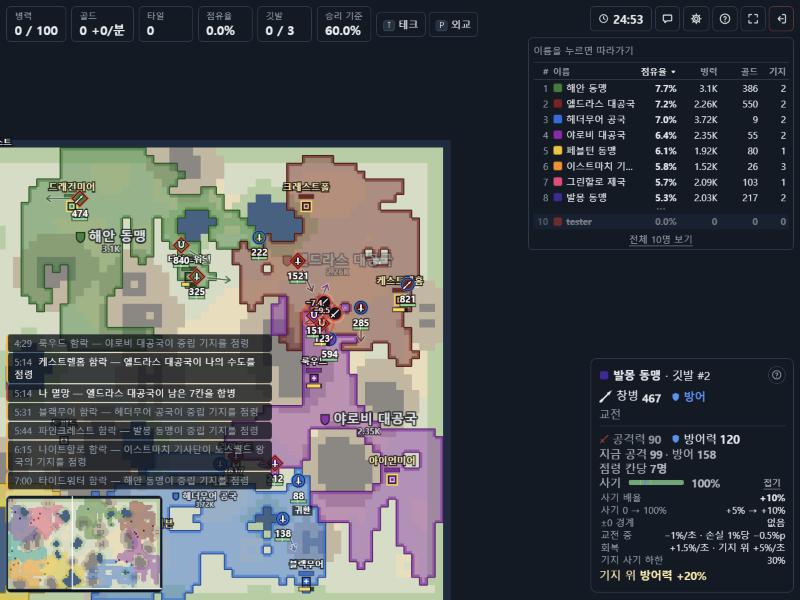 병력 골드 타일 점유율 깃발 승리 기준
0 / 100 0 +0/분 0 0.0% 0 / 3 60.0%
T 테크 P 외교
24:53
이름을 누르면 따라가기
# 이름 점유율 ▼ 병력 골드 기지
1 해안 동맹 7.7% 3.1K 386 2
2 엘드라스 대공국 7.2% 2.26K 550 2
3 헤더무어 공국 7.0% 3.72K 9 2
4 야로비 대공국 6.4% 2.35K 55 2
5 페블턴 동맹 6.1% 1.92K 80 1
6 이스트마치 기... 5.8% 1.52K 26 3
7 그린할로 제국 5.7% 2.09K 103 1
8 발몽 동맹 5.3% 2.03K 217 2
...
10 tester 0.0% 0 0 0
전체 10명 보기
스트
드래곤미어
474
해안 동맹
3.1K
크레스트폴
222
840
325
1521
2.26K
821
285
151
123
594
룩우드
야로비 대공국
2.35K
아이언미어
212
88
귀환
헤더무어 공국
3.72K
138
블랙무어
4:29 룩우드 함락 — 야로비 대공국이 중립 기지를 점령
5:14 캐스트렐홈 함락 — 엘드라스 대공국이 나의 수도를
점령
5:14 나 멸망 — 엘드라스 대공국이 남은 7칸을 합병
5:31 블랙무어 함락 — 헤더무어 공국이 중립 기지를 점령
5:44 파인크레스트 함락 — 발몽 동맹이 중립 기지를 점령
6:15 나이트할로 함락 — 이스트마치 기사단이 노스필드 왕
국의 기지를 점령
7:00 타이드워터 함락 — 해안 동맹이 중립 기지를 점령
발몽 동맹 · 깃발 #2
창병 467 방어
교전
공격력 90 방어력 120
지금 공격 99 · 방어 158
점령 칸당 7명
사기 100% 접기
사기 배율 +10%
사기 0 → 100% +5% → +10%
±0 경계 없음
교전 중 −1%/초 · 손실 1%당 −0.5%p
회복 +1.5%/초 · 기지 위 +5%/초
기지 위 사기 하한 30%
기지 위 방어력 +20%